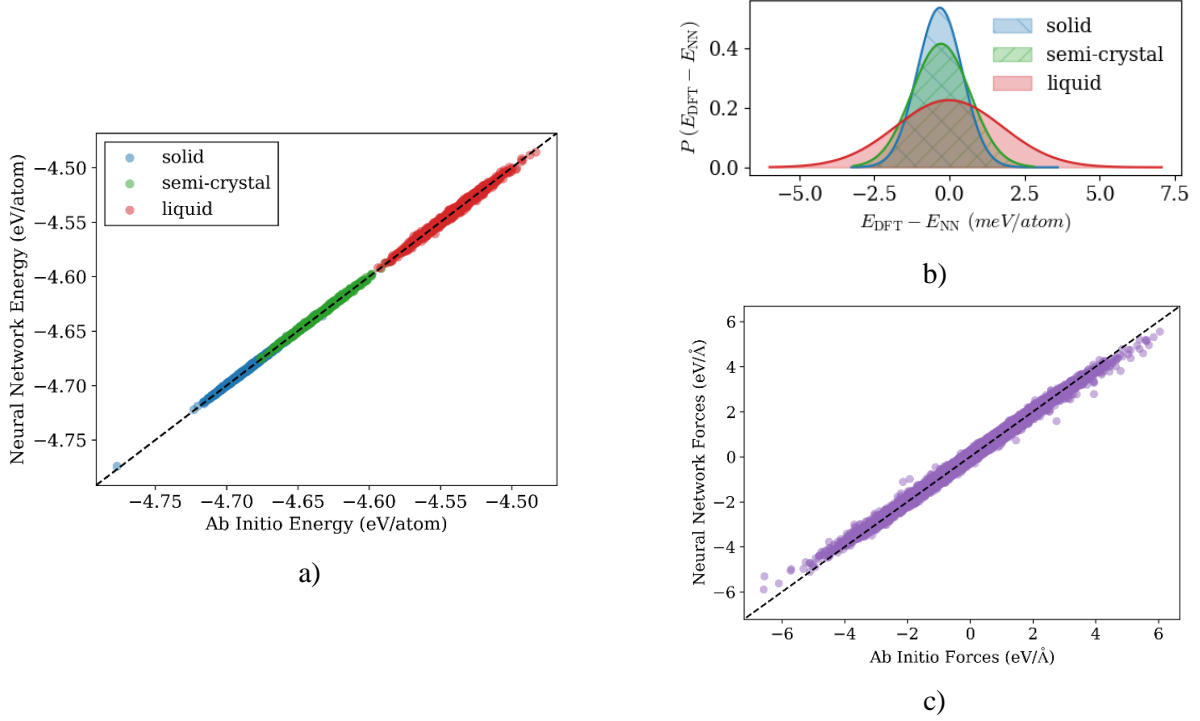 −4.50
−4.55
−4.60
−4.65
−4.70
−4.75
Neural Network Energy (eV/atom)
solid
semi-crystal
liquid
−4.75 −4.70 −4.65 −4.60 −4.55 −4.50
Ab Initio Energy (eV/atom)
a)
0.4
0.2
0.0
P (E_DFT − E_NN)
solid
semi-crystal
liquid
−5.0 −2.5 0.0 2.5 5.0 7.5
E_DFT − E_NN (meV/atom)
b)
6
4
2
0
−2
−4
−6
Neural Network Forces (eV/Å)
−6 −4 −2 0 2 4 6
Ab Initio Forces (eV/Å)
c)